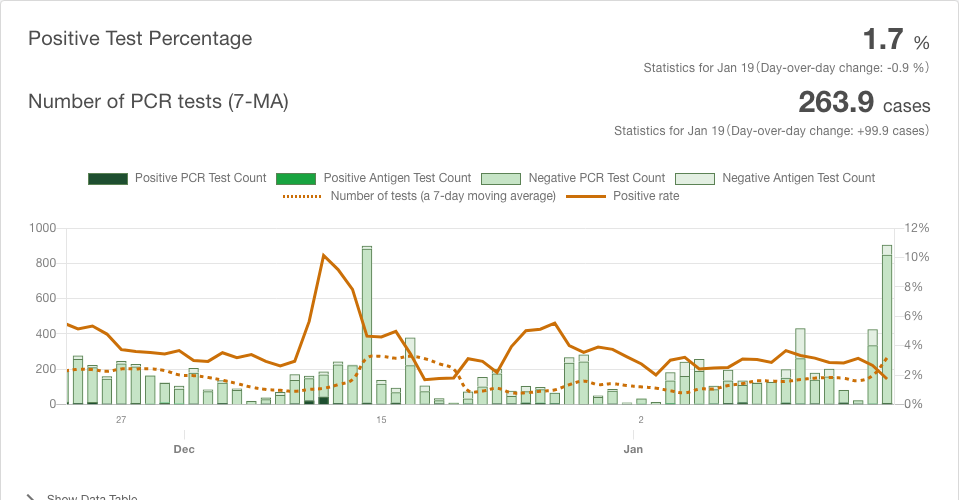 Positive Test Percentage
1.7 %
Statistics for Jan 19(Day-over-day change: -0.9 %)
Number of PCR tests (7-MA)
263.9 cases
Statistics for Jan 19(Day-over-day change: +99.9 cases)
Positive PCR Test Count Positive Antigen Test Count Negative PCR Test Count Negative Antigen Test Count
Number of tests (a 7-day moving average) Positive rate
1000 12%
10%
800
8%
600
6%
400
4%
200
2%
0 0%
27 15 2
Dec Jan
Show Data Table